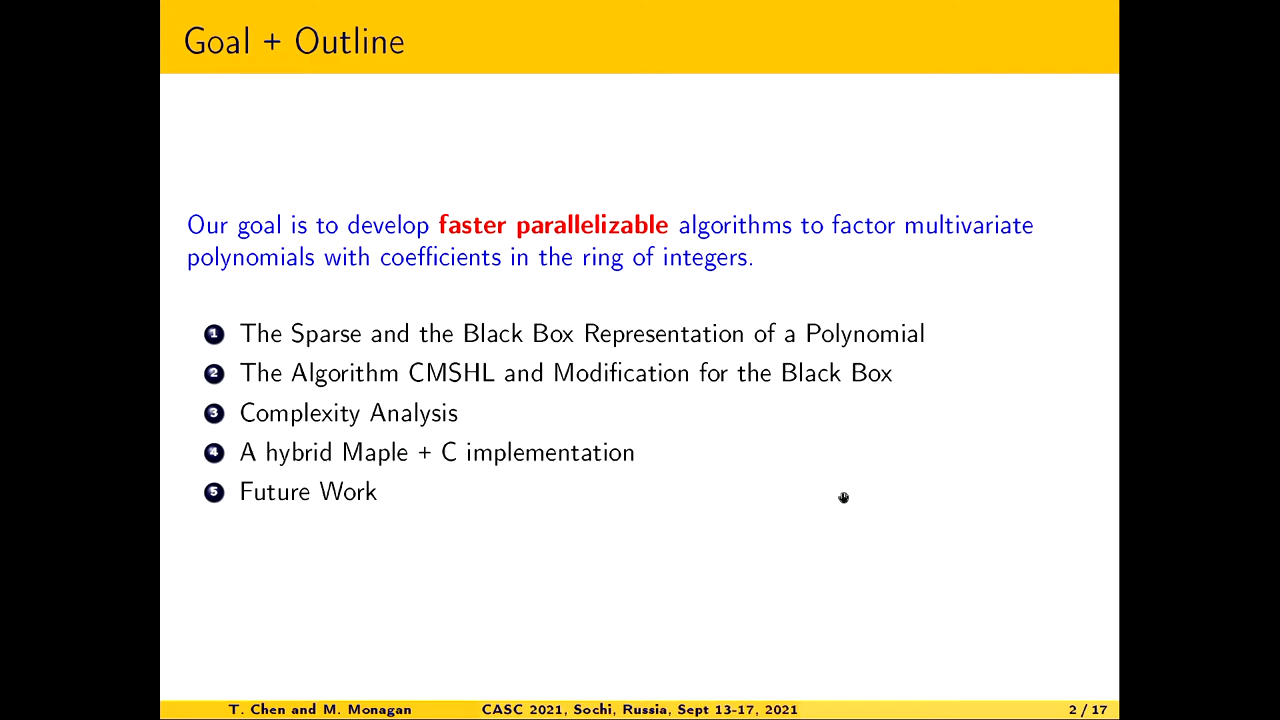 Goal + Outline
Our goal is to develop faster parallelizable algorithms to factor multivariate
polynomials with coefficients in the ring of integers.
1 The Sparse and the Black Box Representation of a Polynomial
2 The Algorithm CMSHL and Modification for the Black Box
3 Complexity Analysis
4 A hybrid Maple + C implementation
5 Future Work
T. Chen and M. Monagan CASC 2021, Sochi, Russia, Sept 13-17, 2021 2 / 17